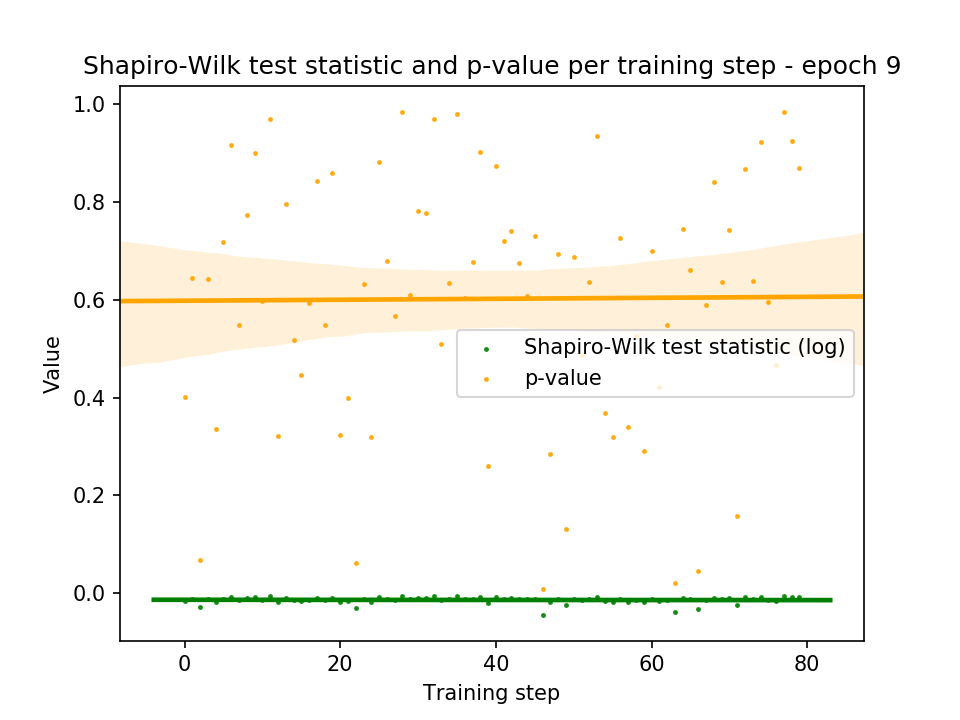 Shapiro-Wilk test statistic and p-value per training step - epoch 9
1.0
0.8
0.6
0.4
0.2
0.0
Value
Shapiro-Wilk test statistic (log)
p-value
0 20 40 60 80
Training step